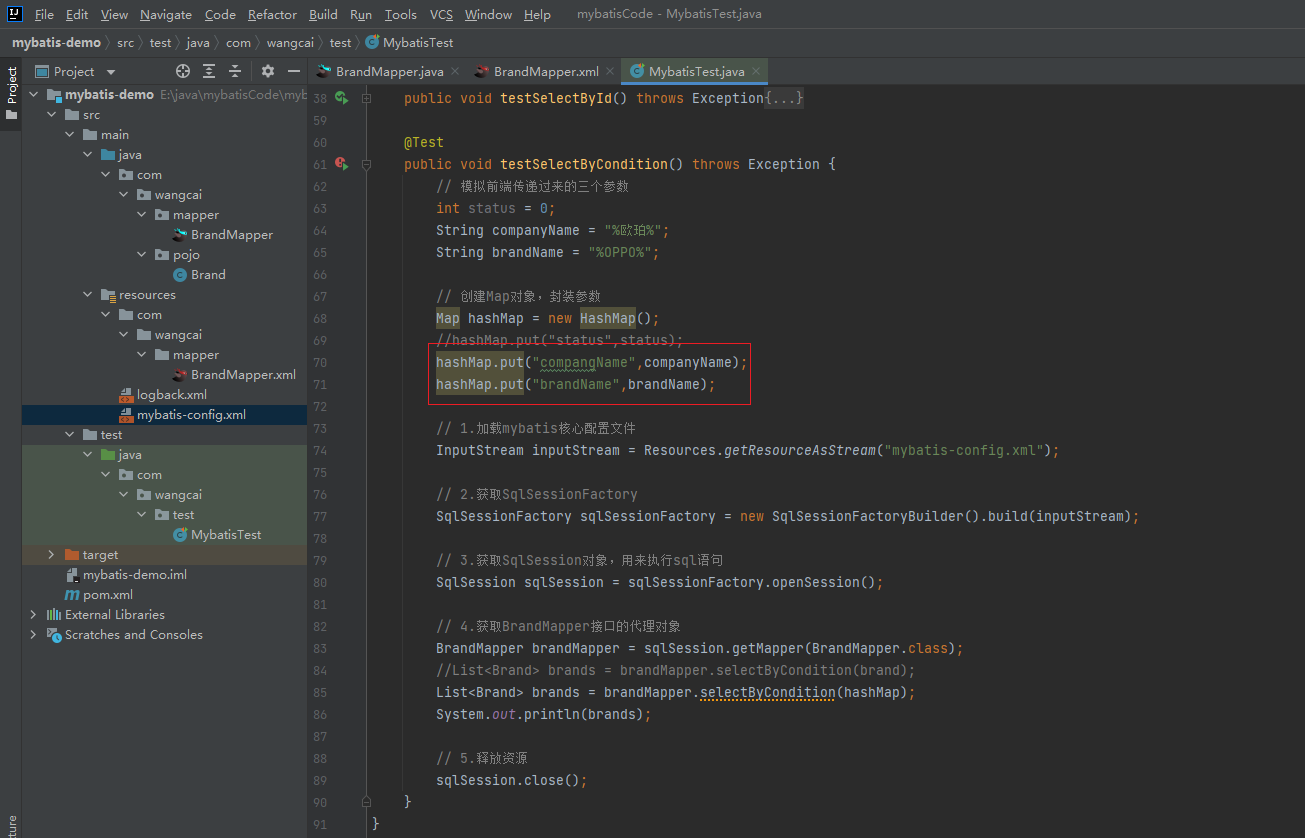 File Edit View Navigate Code Refactor Build Run Tools VCS Window Help mybatisCode - MybatisTest.java
mybatis-demo src test java com wangcai test MybatisTest
Project
Project
BrandMapper.java
BrandMapper.xml
MybatisTest.java
mybatis-demo E:\java\mybatisCode\myb
src
main
java
com
wangcai
mapper
BrandMapper
pojo
Brand
resources
com
wangcai
mapper
BrandMapper.xml
logback.xml
mybatis-config.xml
test
java
com
wangcai
test
MybatisTest
target
mybatis-demo.iml
pom.xml
External Libraries
Scratches and Consoles
ture
38 public void testSelectById() throws Exception{...}
59
60 @Test
61 public void testSelectByCondition() throws Exception {
62 // 模拟前端传递过来的三个参数
63 int status = 0;
64 String companyName = "%欧珀%";
65 String brandName = "%OPPO%";
66
67 // 创建Map对象，封装参数
68 Map hashMap = new HashMap();
69 //hashMap.put("status",status);
70 hashMap.put("companqName",companyName);
71 hashMap.put("brandName",brandName);
72
73 // 1.加载mybatis核心配置文件
74 InputStream inputStream = Resources.getResourceAsStream("mybatis-config.xml");
75
76 // 2.获取SqlSessionFactory
77 SqlSessionFactory sqlSessionFactory = new SqlSessionFactoryBuilder().build(inputStream);
78
79 // 3.获取SqlSession对象，用来执行sql语句
80 SqlSession sqlSession = sqlSessionFactory.openSession();
81
82 // 4.获取BrandMapper接口的代理对象
83 BrandMapper brandMapper = sqlSession.getMapper(BrandMapper.class);
84 //List<Brand> brands = brandMapper.selectByCondition(brand);
85 List<Brand> brands = brandMapper.selectByCondition(hashMap);
86 System.out.println(brands);
87
88 // 5.释放资源
89 sqlSession.close();
90 }
91 }